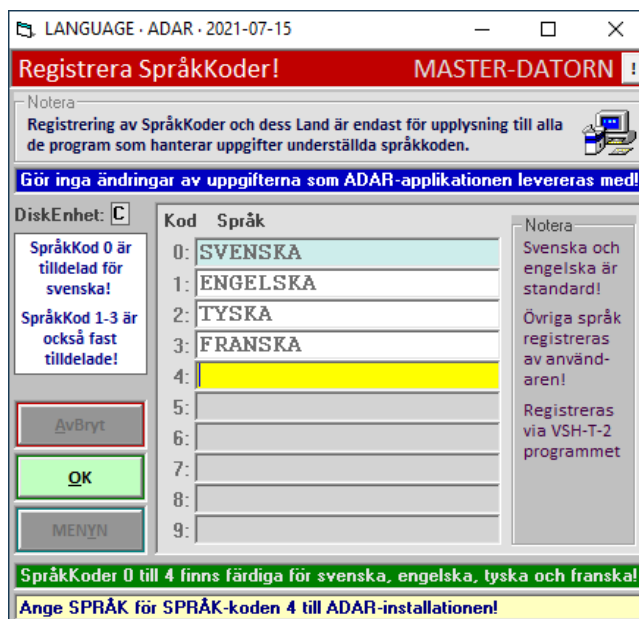 LANGUAGE · ADAR · 2021-07-15
Registrera SpråkKoder! MASTER-DATORN !
Notera
Registrering av SpråkKoder och dess Land är endast för upplysning till alla
de program som hanterar uppgifter underställda språkkoden.
Gör inga ändringar av uppgifterna som ADAR-applikationen levereras med!
DiskEnhet: C
SpråkKod 0 är
tilldelad för
svenska!
SpråkKod 1-3 är
också fast
tilldelade!
AvBryt
OK
MENYN
Kod Språk
0: SVENSKA
1: ENGELSKA
2: TYSKA
3: FRANSKA
4:
5:
6:
7:
8:
9:
Notera
Svenska och
engelska är
standard!
Övriga språk
registreras
av använd-
aren!
Registreras
via VSH-T-2
programmet
SpråkKoder 0 till 4 finns färdiga för svenska, engelska, tyska och franska!
Ange SPRÅK för SPRÅK-koden 4 till ADAR-installationen!